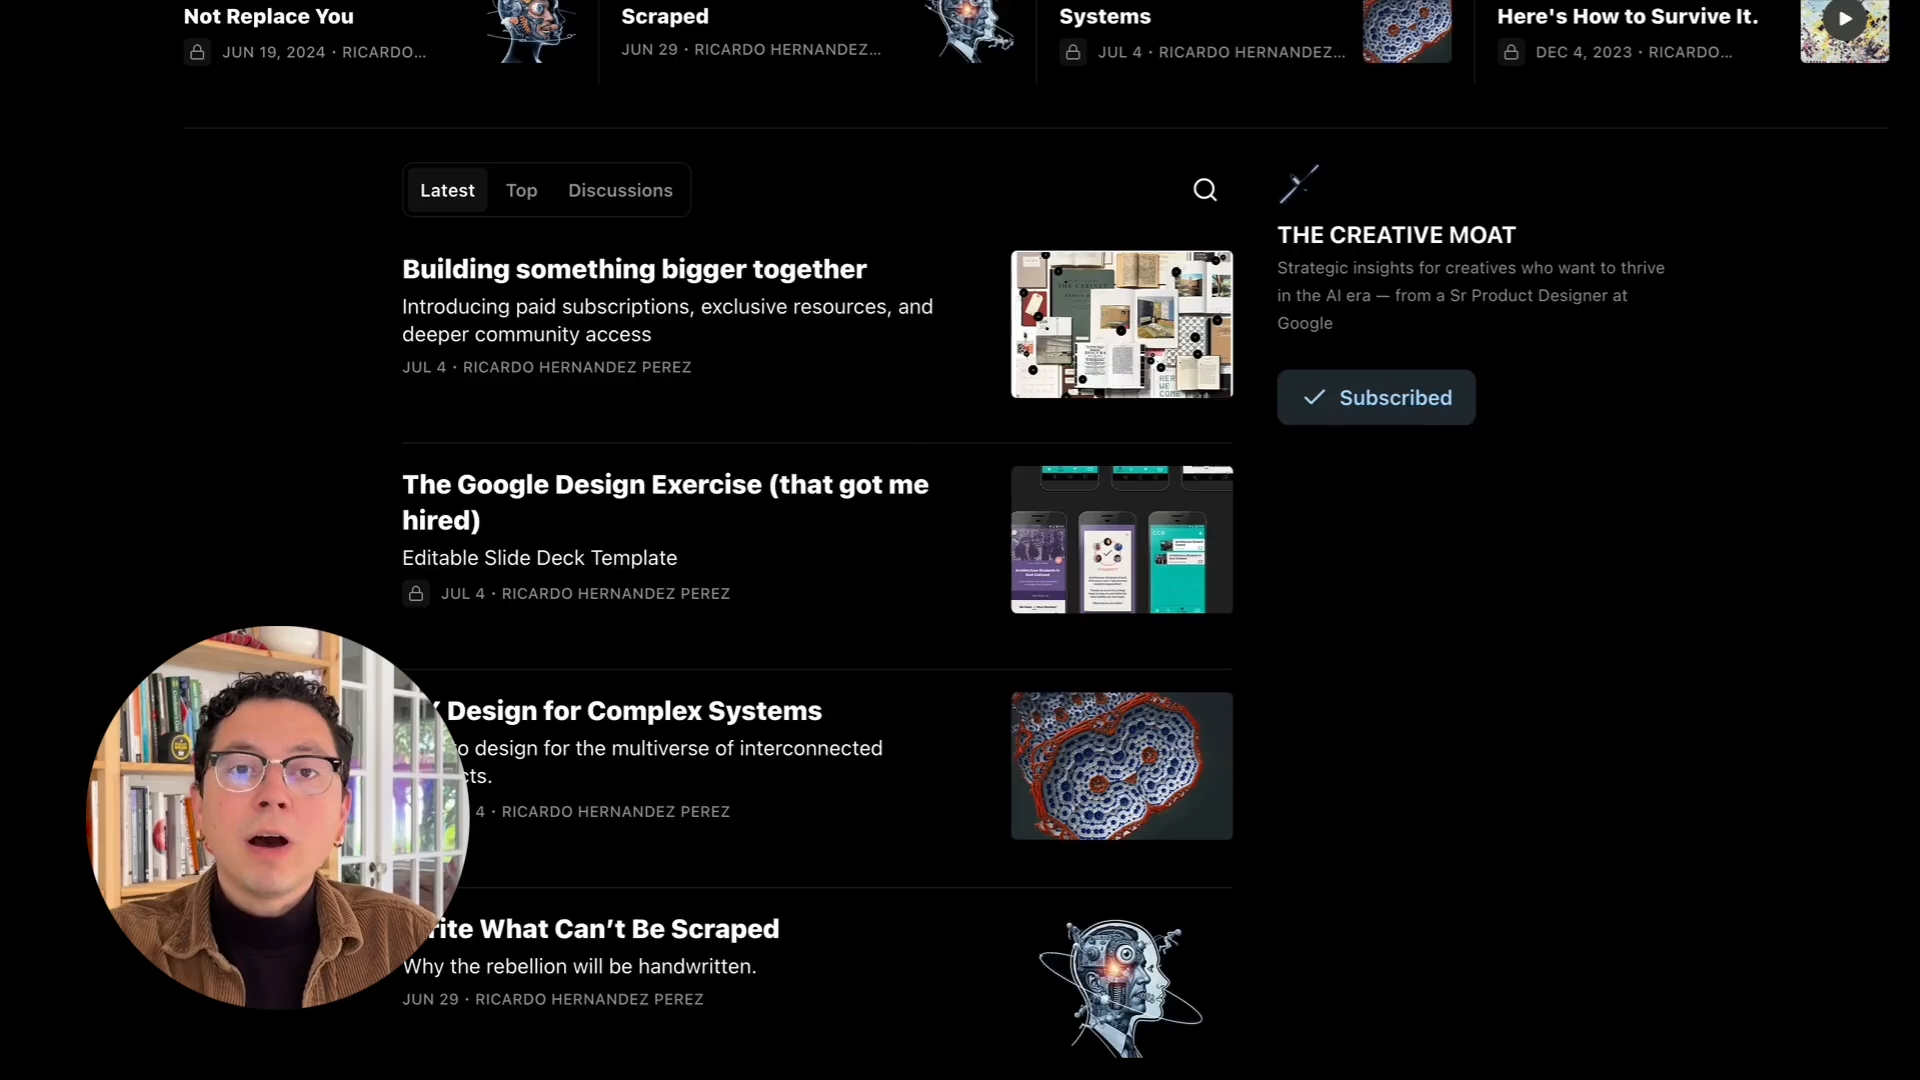 Not Replace You
JUN 19, 2024 • RICARDO...
Scraped
JUN 29 • RICARDO HERNANDEZ...
Systems
JUL 4 • RICARDO HERNANDEZ...
Here's How to Survive It.
DEC 4, 2023 • RICARDO...
Latest Top Discussions
Building something bigger together
Introducing paid subscriptions, exclusive resources, and
deeper community access
JUL 4 • RICARDO HERNANDEZ PEREZ
The Google Design Exercise (that got me
hired)
Editable Slide Deck Template
JUL 4 • RICARDO HERNANDEZ PEREZ
Design for Complex Systems
design for the multiverse of interconnected
4 • RICARDO HERNANDEZ PEREZ
What Can’t Be Scraped
Why the rebellion will be handwritten.
JUN 29 • RICARDO HERNANDEZ PEREZ
THE CREATIVE MOAT
Strategic insights for creatives who want to thrive
in the AI era — from a Sr Product Designer at
Google
Subscribed